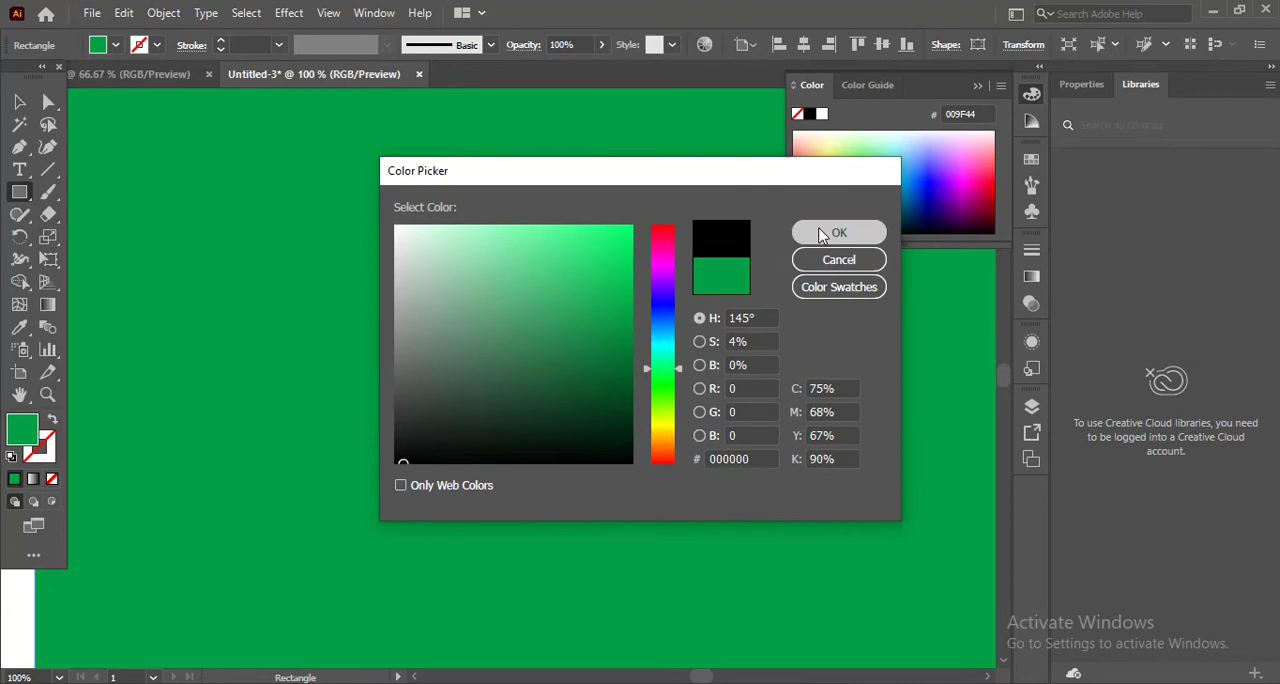 Ai File Edit Object Type Select Effect View Window Help Search Adobe Help
Rectangle Stroke: Basic Opacity: 100% Style: Shape: Transform
@ 66.67 % (RGB/Preview) Untitled-3* @ 100 % (RGB/Preview)
Color Color Guide Properties Libraries
# 009F44
Color Picker
Select Color:
OK
Cancel
Color Swatches
H: 145°
S: 4%
B: 0%
R: 0 C: 75%
G: 0 M: 68%
B: 0 Y: 67%
# 000000 K: 90%
Only Web Colors
To use Creative Cloud libraries, you
need to be logged into a Creative Cloud
account.
Activate Windows
Go to Settings to activate Windows.
100% 1 Rectangle